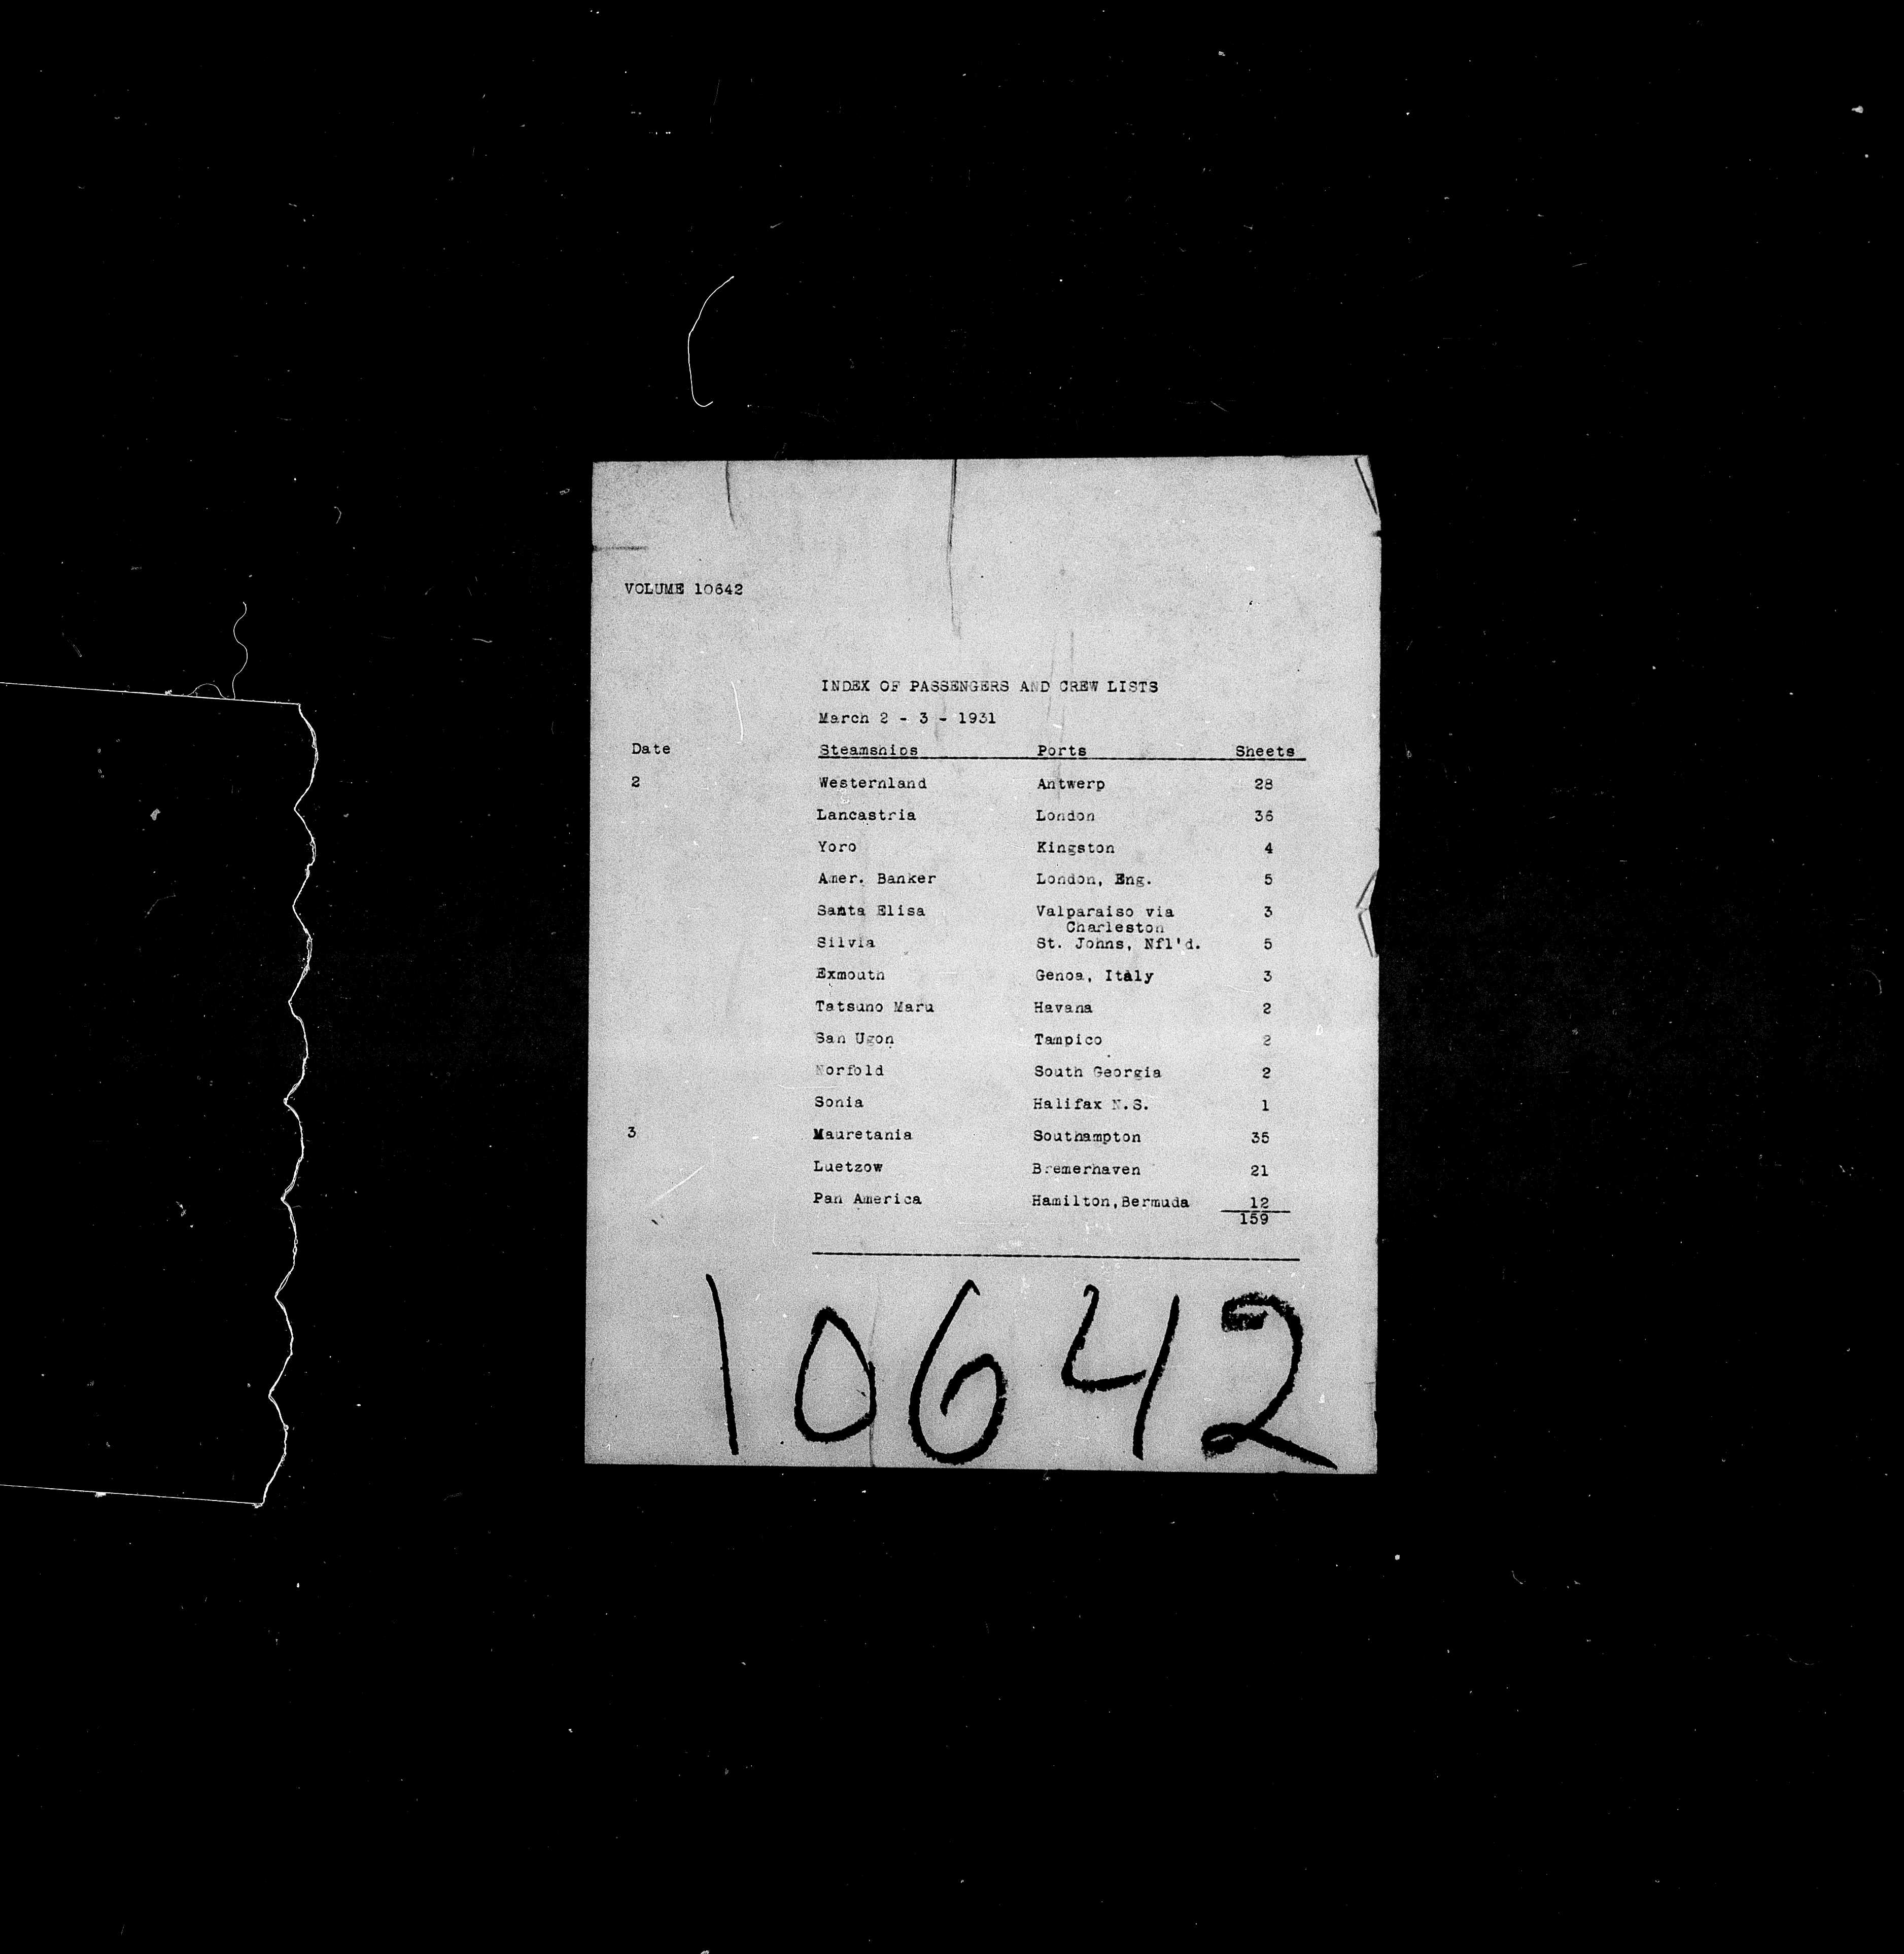 VOLUME 10642
INDEX OF PASSENGERS AND CREW LISTS
March 2 - 3 - 1931
Date Steamships Ports Sheets
2 Westernland Antwerp 28
Lancastria London 36
Yoro Kingston 4
Amer. Banker London, Eng. 5
Santa Elisa Valparaiso via 3
Charleston
Silvia St. Johns, Nfl'd. 5
Exmouth Genoa, Italy 3
Tatsuno Maru Havana 2
San Ugon Tampico 2
Norfold South Georgia 2
Sonia Halifax N.S. 1
3 Mauretania Southampton 35
Luetzow Bremerhaven 21
Pan America Hamilton,Bermuda 12
159
10642